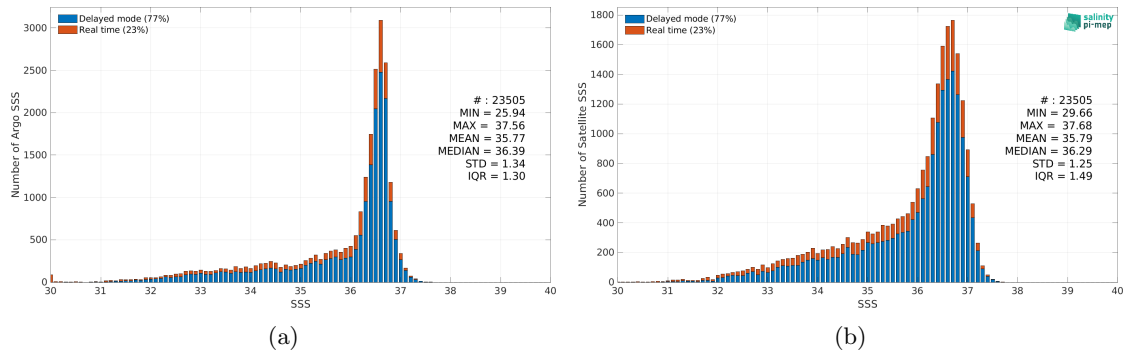 Delayed mode (77%)
Real time (23%)
Number of Argo SSS
3000
2500
2000
1500
1000
500
0
# : 23505
MIN = 25.94
MAX = 37.56
MEAN = 35.77
MEDIAN = 36.39
STD = 1.34
IQR = 1.30
30 31 32 33 34 35 36 37 38 39 40
SSS
(a)
Delayed mode (77%)
Real time (23%)
salinity
pi-mep
Number of Satellite SSS
1800
1600
1400
1200
1000
800
600
400
200
0
# : 23505
MIN = 29.66
MAX = 37.68
MEAN = 35.79
MEDIAN = 36.29
STD = 1.25
IQR = 1.49
30 31 32 33 34 35 36 37 38 39 40
SSS
(b)